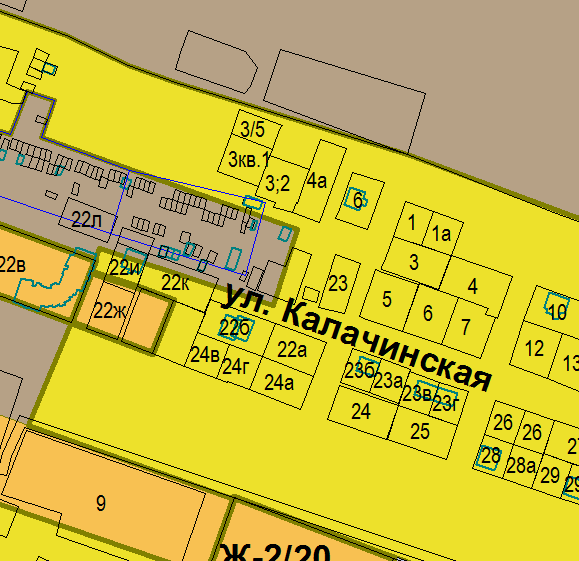 3/5
3кв.1
3;2
4а
6
1
1а
3
4
5
6
7
10
12
13
22л
22в
22и
22к
22ж
23
ул. Калачинская
22б
22а
24в
24г
24а
23б
23а
23в
23г
24
25
26
26
28
28а
29
9
Ж-2/20